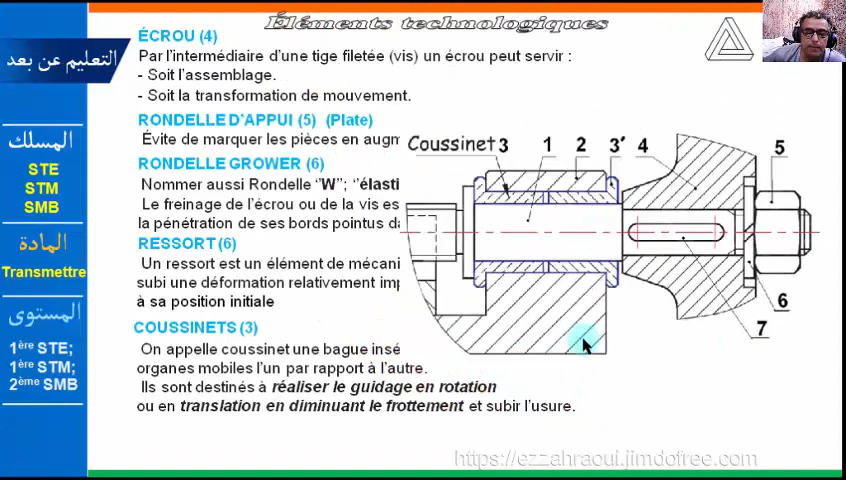 Éléments technologiques
التعليم عن بعد
المسلك
STE
STM
SMB
المادة
Transmettre
المستوى
1ère STE;
1ère STM;
2ème SMB
ÉCROU (4)
Par l'intermédiaire d'une tige filetée (vis) un écrou peut servir :
- Soit l'assemblage.
- Soit la transformation de mouvement.
RONDELLE D'APPUI (5) (Plate)
Évite de marquer les pièces en augm
RONDELLE GROWER (6)
Nommer aussi Rondelle ‘'W''; ‘'élasti
Le freinage de l'écrou ou de la vis es
la pénétration de ses bords pointus da
RESSORT (6)
Un ressort est un élément de mécani
subi une déformation relativement imp
à sa position initiale
COUSSINETS (3)
On appelle coussinet une bague insé
organes mobiles l'un par rapport à l'autre.
Ils sont destinés à réaliser le guidage en rotation
ou en translation en diminuant le frottement et subir l'usure.
Coussinet 3 1 2 3' 4 5
6
7
https://ezzahraoui.jimdofree.com